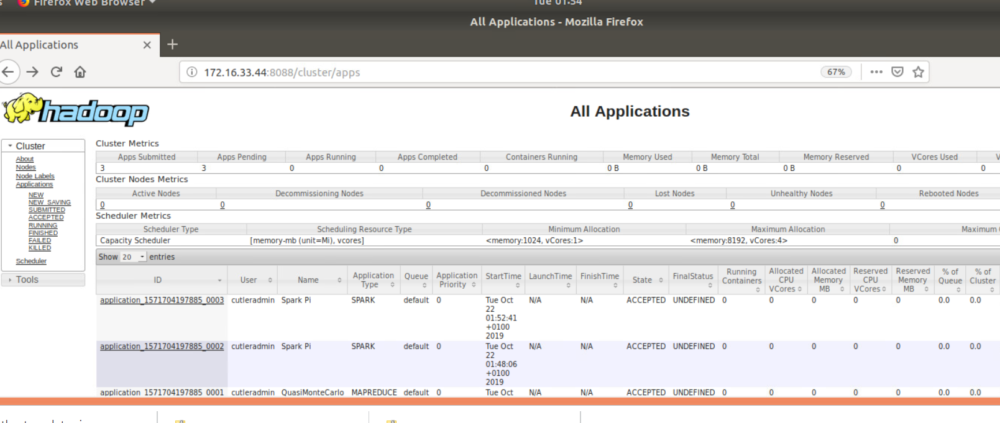 Firefox Web Browser
Tue 01:54
All Applications - Mozilla Firefox
All Applications
172.16.33.44:8088/cluster/apps
67%
hadoop
All Applications
Cluster
About
Nodes
Node Labels
Applications
NEW
NEW_SAVING
SUBMITTED
ACCEPTED
RUNNING
FINISHED
FAILED
KILLED
Scheduler
Tools
Cluster Metrics
Apps Submitted Apps Pending Apps Running Apps Completed Containers Running Memory Used Memory Total Memory Reserved VCores Used V
3 3 0 0 0 0 B 0 B 0 B 0 0
Cluster Nodes Metrics
Active Nodes Decommissioning Nodes Decommissioned Nodes Lost Nodes Unhealthy Nodes Rebooted Nodes
0 0 0 0 0 0
Scheduler Metrics
Scheduler Type Scheduling Resource Type Minimum Allocation Maximum Allocation Maximum
Capacity Scheduler [memory-mb (unit=Mi), vcores] <memory:1024, vCores:1> <memory:8192, vCores:4> 0
Show 20 entries
ID User Name Application Type Queue Application Priority StartTime LaunchTime FinishTime State FinalStatus Running Containers Allocated CPU VCores Allocated Memory MB Reserved CPU VCores Reserved Memory MB % of Queue % of Cluster
application_1571704197885_0003 cutleradmin Spark Pi SPARK default 0 Tue Oct 22 01:52:41 +0100 2019 N/A N/A ACCEPTED UNDEFINED 0 0 0 0 0 0.0 0.0
application_1571704197885_0002 cutleradmin Spark Pi SPARK default 0 Tue Oct 22 01:48:06 +0100 2019 N/A N/A ACCEPTED UNDEFINED 0 0 0 0 0 0.0 0.0
application_1571704197885_0001 cutleradmin QuasiMonteCarlo MAPREDUCE default 0 Tue Oct N/A N/A ACCEPTED UNDEFINED 0 0 0 0 0 0.0 0.0